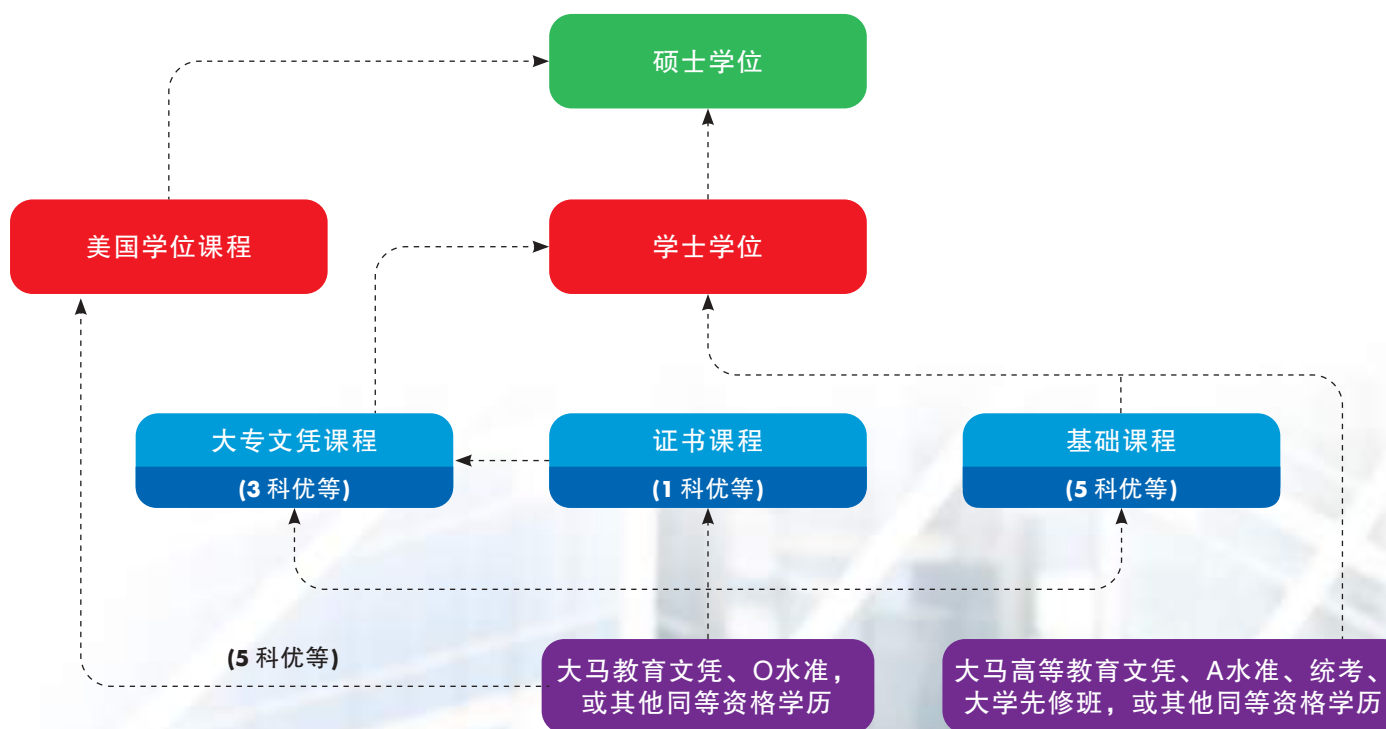 硕士学位
美国学位课程
学士学位
大专文凭课程
(3 科优等)
证书课程
(1 科优等)
基础课程
(5 科优等)
(5 科优等)
大马教育文凭、O水准，
或其他同等资格学历
大马高等教育文凭、A水准、统考、
大学先修班，或其他同等资格学历